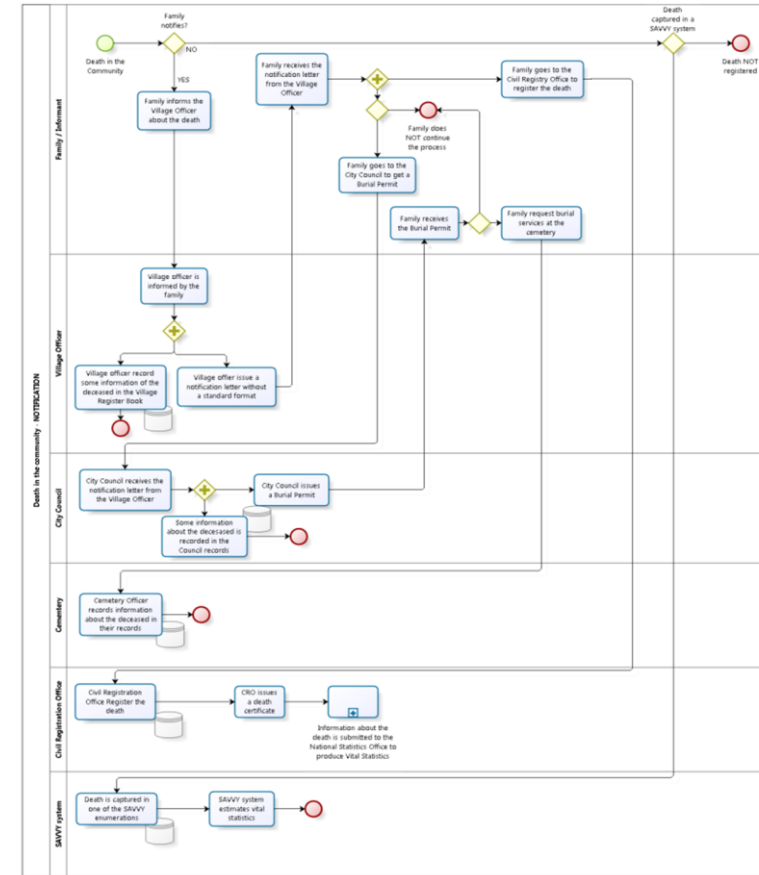 Death in the community - NOTIFICATION
Family / Informant
Family
notifies?
Death
captured in a
SAVVY system
NO
Death in the
Community
Death NOT
registered
YES
Family informs the
Village Officer
about the death
Family receives the
notification letter
from the Village
Officer
Family goes to the
Civil Registry Office to
register the death
Family does
NOT continue
the process
Family goes to the
City Council to get a
Burial Permit
Family receives
the Burial Permit
Family request burial
services at the
cemetery
Village Officer
Village officer is
informed by the
family
Village officer record
some information of the
deceased in the Village
Register Book
Village offier issue a
notification letter without
a standard format
City Council
City Council receives the
notification letter from
the Village Officer
City Council issues
a Burial Permit
Some information
about the decesased is
recorded in the
Council records
Cementery
Cemetery Officer
records information
about the deceased in
their records
Civil Registration Office
Civil Registration
Office Register the
death
CRO issues
a death
certificate
Information about the
death is submitted to the
National Statistics Office to
produce Vital Statistics
SAVVY system
Death is captured in
one of the SAVVY
enumerations
SAVVY system
estimates vital
statistics